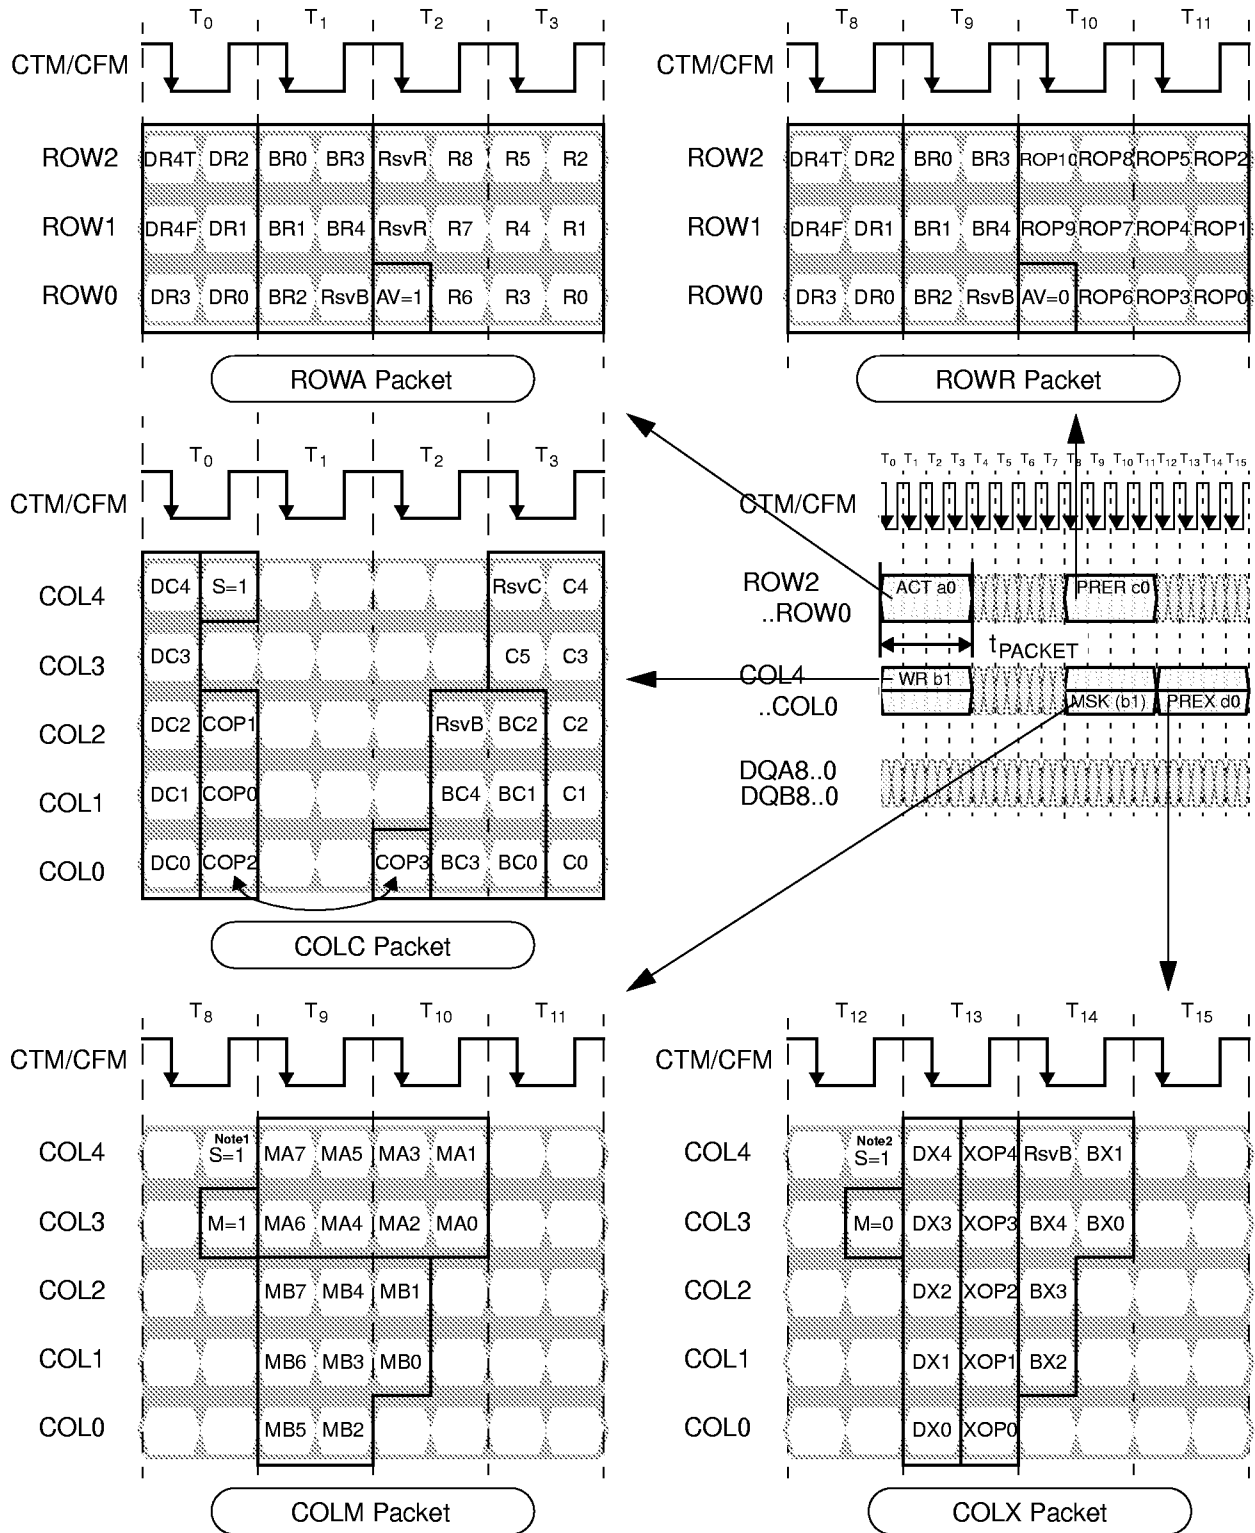 T0 T1 T2 T3
CTM/CFM
ROW2 DR4T DR2 BR0 BR3 RsvR R8 R5 R2
ROW1 DR4F DR1 BR1 BR4 RsvR R7 R4 R1
ROW0 DR3 DR0 BR2 RsvB AV=1 R6 R3 R0
ROWA Packet
T8 T9 T10 T11
CTM/CFM
ROW2 DR4T DR2 BR0 BR3 ROP10 ROP8 ROP5 ROP2
ROW1 DR4F DR1 BR1 BR4 ROP9 ROP7 ROP4 ROP1
ROW0 DR3 DR0 BR2 RsvB AV=0 ROP6 ROP3 ROP0
ROWR Packet
T0 T1 T2 T3
CTM/CFM
COL4 DC4 S=1 RsvC C4
COL3 DC3 C5 C3
COL2 DC2 COP1 RsvB BC2 C2
COL1 DC1 COP0 BC4 BC1 C1
COL0 DC0 COP2 COP3 BC3 BC0 C0
COLC Packet
T0 T1 T2 T3 T4 T5 T6 T7 T8 T9 T10 T11 T12 T13 T14 T15
CTM/CFM
ROW2 ACT a0 PRER c0
..ROW0
tPACKET
COL4 WR b1
..COL0 MSK (b1) PREX d0
DQA8..0
DQB8..0
T8 T9 T10 T11
CTM/CFM
Note1
COL4 S=1 MA7 MA5 MA3 MA1
COL3 M=1 MA6 MA4 MA2 MA0
COL2 MB7 MB4 MB1
COL1 MB6 MB3 MB0
COL0 MB5 MB2
COLM Packet
T12 T13 T14 T15
CTM/CFM
Note2
COL4 S=1 DX4 XOP4 RsvB BX1
COL3 M=0 DX3 XOP3 BX4 BX0
COL2 DX2 XOP2 BX3
COL1 DX1 XOP1 BX2
COL0 DX0 XOP0
COLX Packet